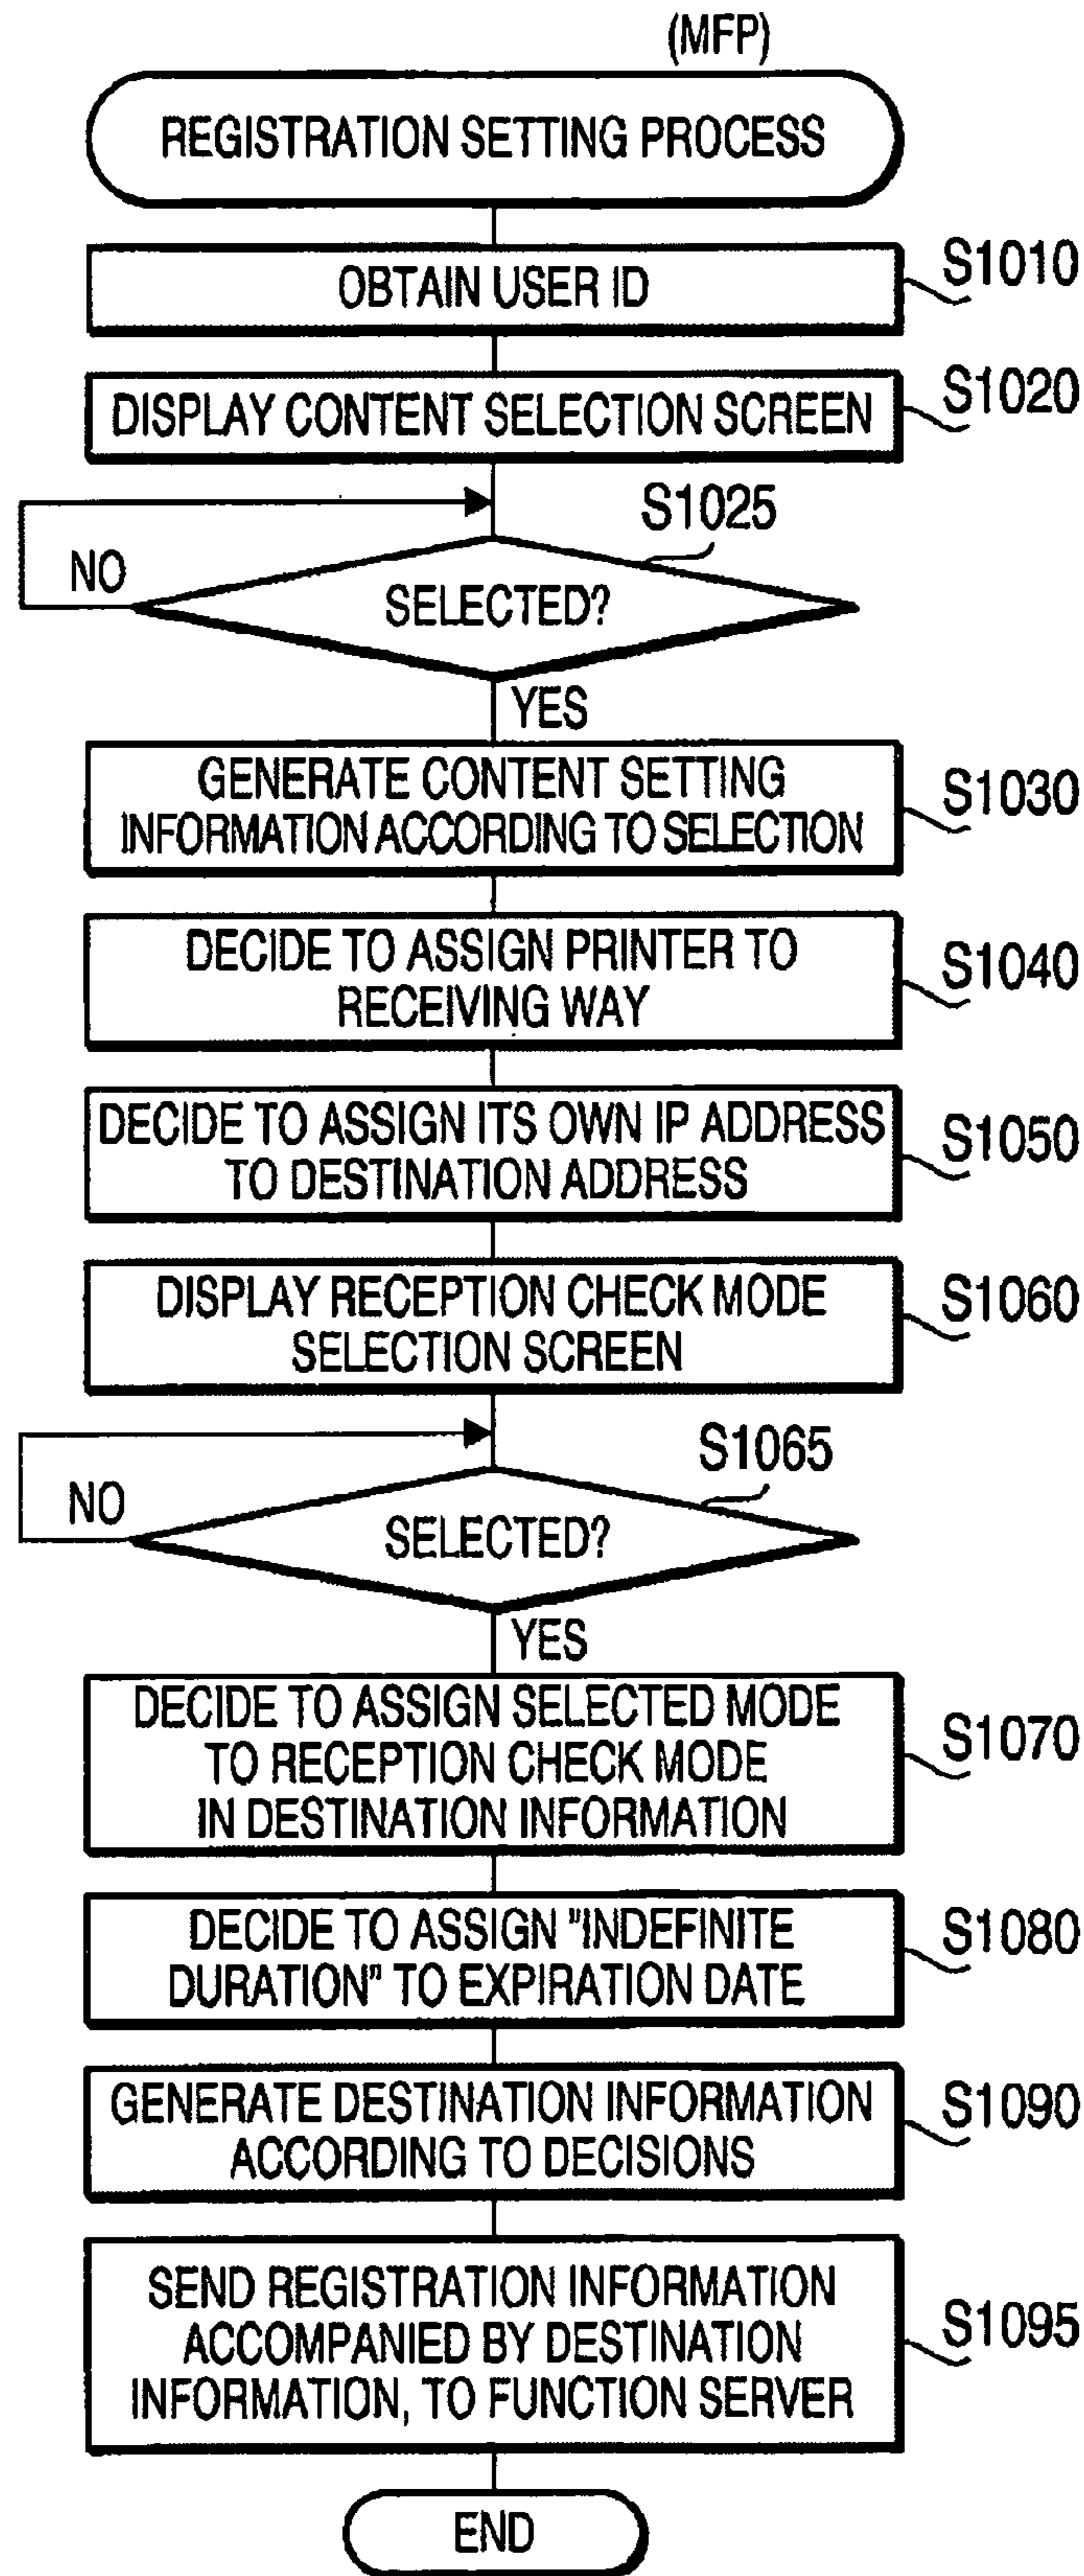 (MFP)
REGISTRATION SETTING PROCESS
OBTAIN USER ID
S1010
DISPLAY CONTENT SELECTION SCREEN
S1020
S1025
NO
SELECTED?
YES
GENERATE CONTENT SETTING
INFORMATION ACCORDING TO SELECTION
S1030
DECIDE TO ASSIGN PRINTER TO
RECEIVING WAY
S1040
DECIDE TO ASSIGN ITS OWN IP ADDRESS
TO DESTINATION ADDRESS
S1050
DISPLAY RECEPTION CHECK MODE
SELECTION SCREEN
S1060
S1065
NO
SELECTED?
YES
DECIDE TO ASSIGN SELECTED MODE
TO RECEPTION CHECK MODE
IN DESTINATION INFORMATION
S1070
DECIDE TO ASSIGN "INDEFINITE
DURATION" TO EXPIRATION DATE
S1080
GENERATE DESTINATION INFORMATION
ACCORDING TO DECISIONS
S1090
SEND REGISTRATION INFORMATION
ACCOMPANIED BY DESTINATION
INFORMATION, TO FUNCTION SERVER
S1095
END